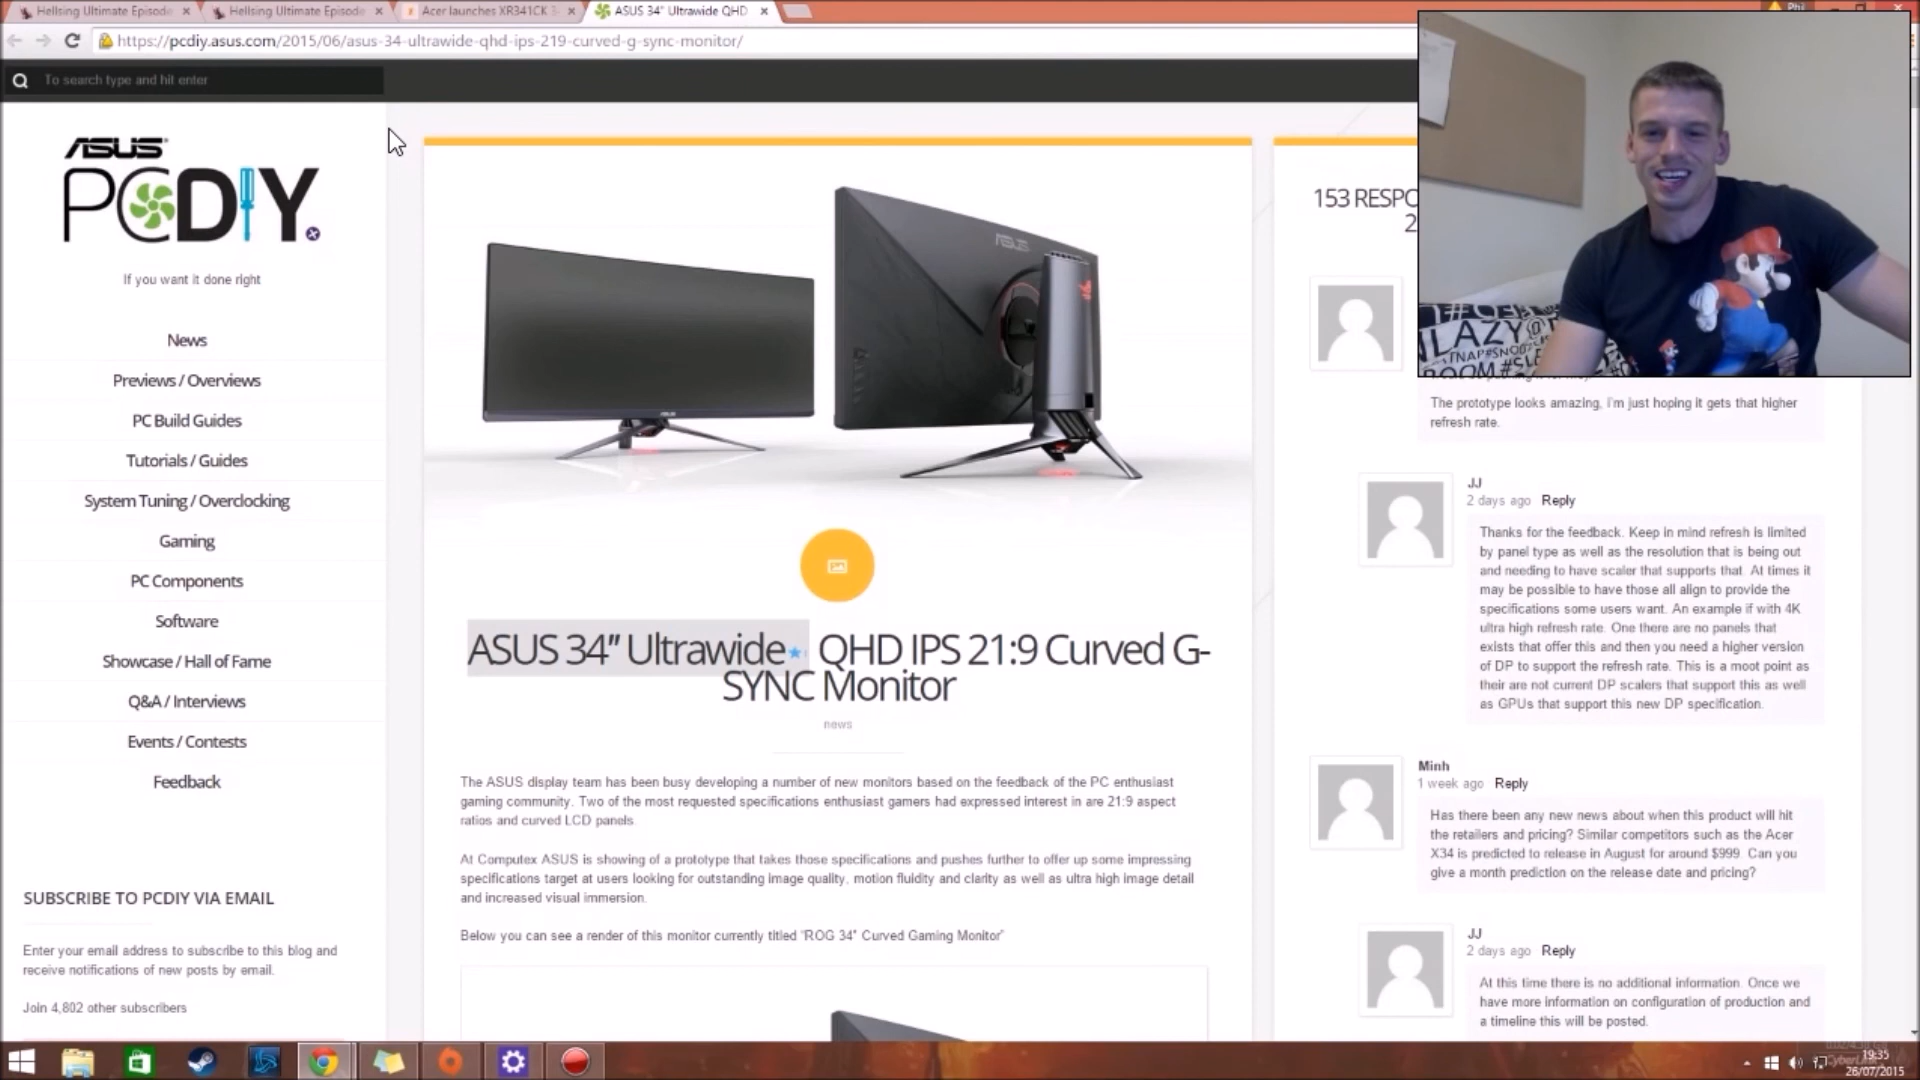 Hellsing Ultimate Episode
Hellsing Ultimate Episode
Acer launches XR341CK 3
ASUS 34" Ultrawide QHD
Phil
https://pcdiy.asus.com/2015/06/asus-34-ultrawide-qhd-ips-219-curved-g-sync-monitor/
To search type and hit enter
ASUS
PCDIY.
If you want it done right
News
Previews / Overviews
PC Build Guides
Tutorials / Guides
System Tuning / Overclocking
Gaming
PC Components
Software
Showcase / Hall of Fame
Q&A / Interviews
Events / Contests
Feedback
SUBSCRIBE TO PCDIY VIA EMAIL
Enter your email address to subscribe to this blog and
receive notifications of new posts by email.
Join 4,802 other subscribers
ASUS
ASUS 34″ Ultrawide QHD IPS 21:9 Curved G-
SYNC Monitor
news
The ASUS display team has been busy developing a number of new monitors based on the feedback of the PC enthusiast
gaming community. Two of the most requested specifications enthusiast gamers had expressed interest in are 21:9 aspect
ratios and curved LCD panels.
At Computex ASUS is showing of a prototype that takes those specifications and pushes further to offer up some impressing
specifications target at users looking for outstanding image quality, motion fluidity and clarity as well as ultra high image detail
and increased visual immersion.
Below you can see a render of this monitor currently titled "ROG 34" Curved Gaming Monitor"
153 RESPO
2
LAZY
The prototype looks amazing, I'm just hoping it gets that higher
refresh rate.
JJ
2 days ago Reply
Thanks for the feedback. Keep in mind refresh is limited
by panel type as well as the resolution that is being out
and needing to have scaler that supports that. At times it
may be possible to have those all align to provide the
specifications some users want. An example if with 4K
ultra high refresh rate. One there are no panels that
exists that offer this and then you need a higher version
of DP to support the refresh rate. This is a moot point as
their are not current DP scalers that support this as well
as GPUs that support this new DP specification.
Minh
1 week ago Reply
Has there been any new news about when this product will hit
the retailers and pricing? Similar competitors such as the Acer
X34 is predicted to release in August for around $999. Can you
give a month prediction on the release date and pricing?
JJ
2 days ago Reply
At this time there is no additional information. Once we
have more information on configuration of production and
a timeline this will be posted.
19:35
26/07/2015